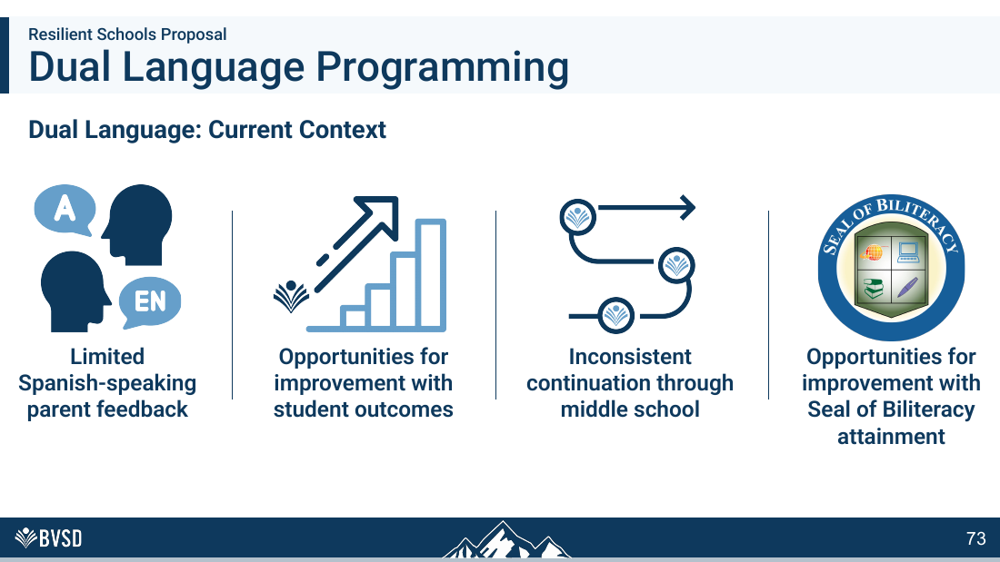 Resilient Schools Proposal
Dual Language Programming
Dual Language: Current Context
A
EN
SEAL OF BILITERACY
Limited
Spanish-speaking
parent feedback
Opportunities for
improvement with
student outcomes
Inconsistent
continuation through
middle school
Opportunities for
improvement with
Seal of Biliteracy
attainment
BVSD
73